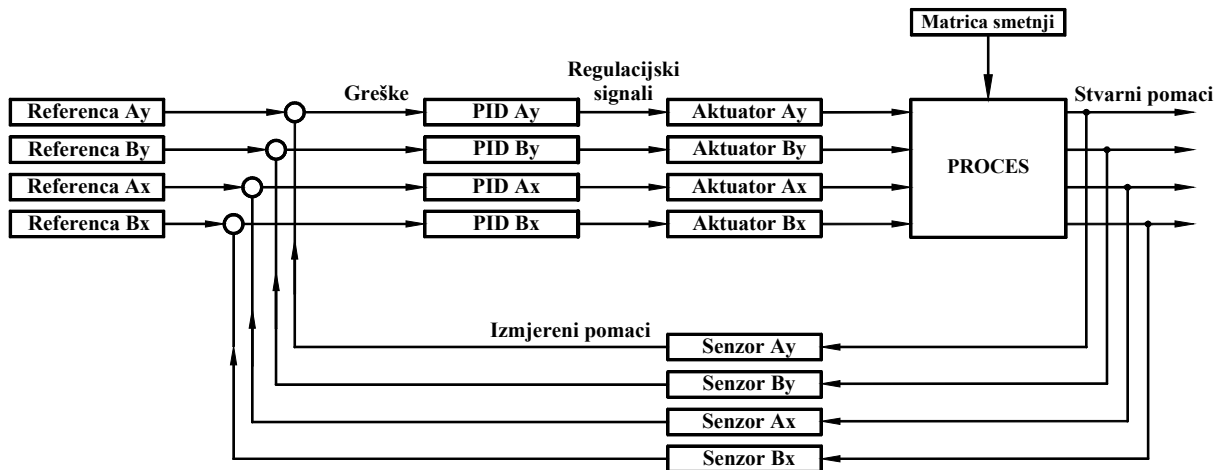 Matrica smetnji
Greške
Regulacijski
signali
Stvarni pomaci
Referenca Ay
PID Ay
Aktuator Ay
Referenca By
PID By
Aktuator By
PROCES
Referenca Ax
PID Ax
Aktuator Ax
Referenca Bx
PID Bx
Aktuator Bx
Izmjereni pomaci
Senzor Ay
Senzor By
Senzor Ax
Senzor Bx